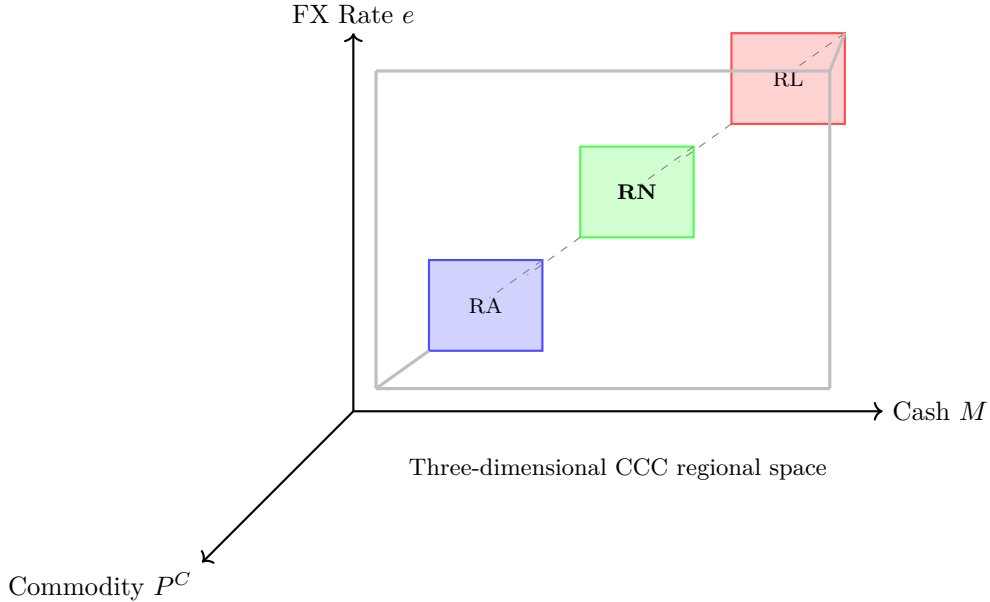 FX Rate e
RL
RN
RA
Cash M
Three-dimensional CCC regional space
Commodity P^C